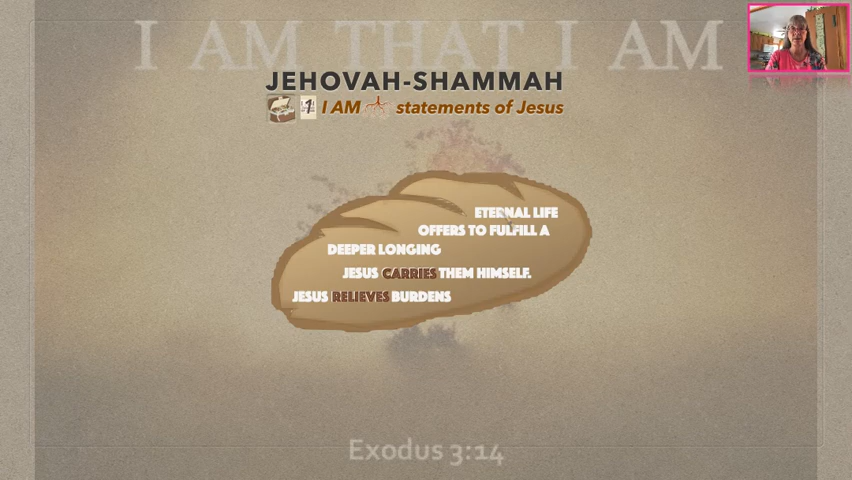 I AM THAT I AM
JEHOVAH-SHAMMAH
1 I AM statements of Jesus
ETERNAL LIFE
OFFERS TO FULFILL A
DEEPER LONGING
JESUS CARRIES THEM HIMSELF.
JESUS RELIEVES BURDENS
Exodus 3:14